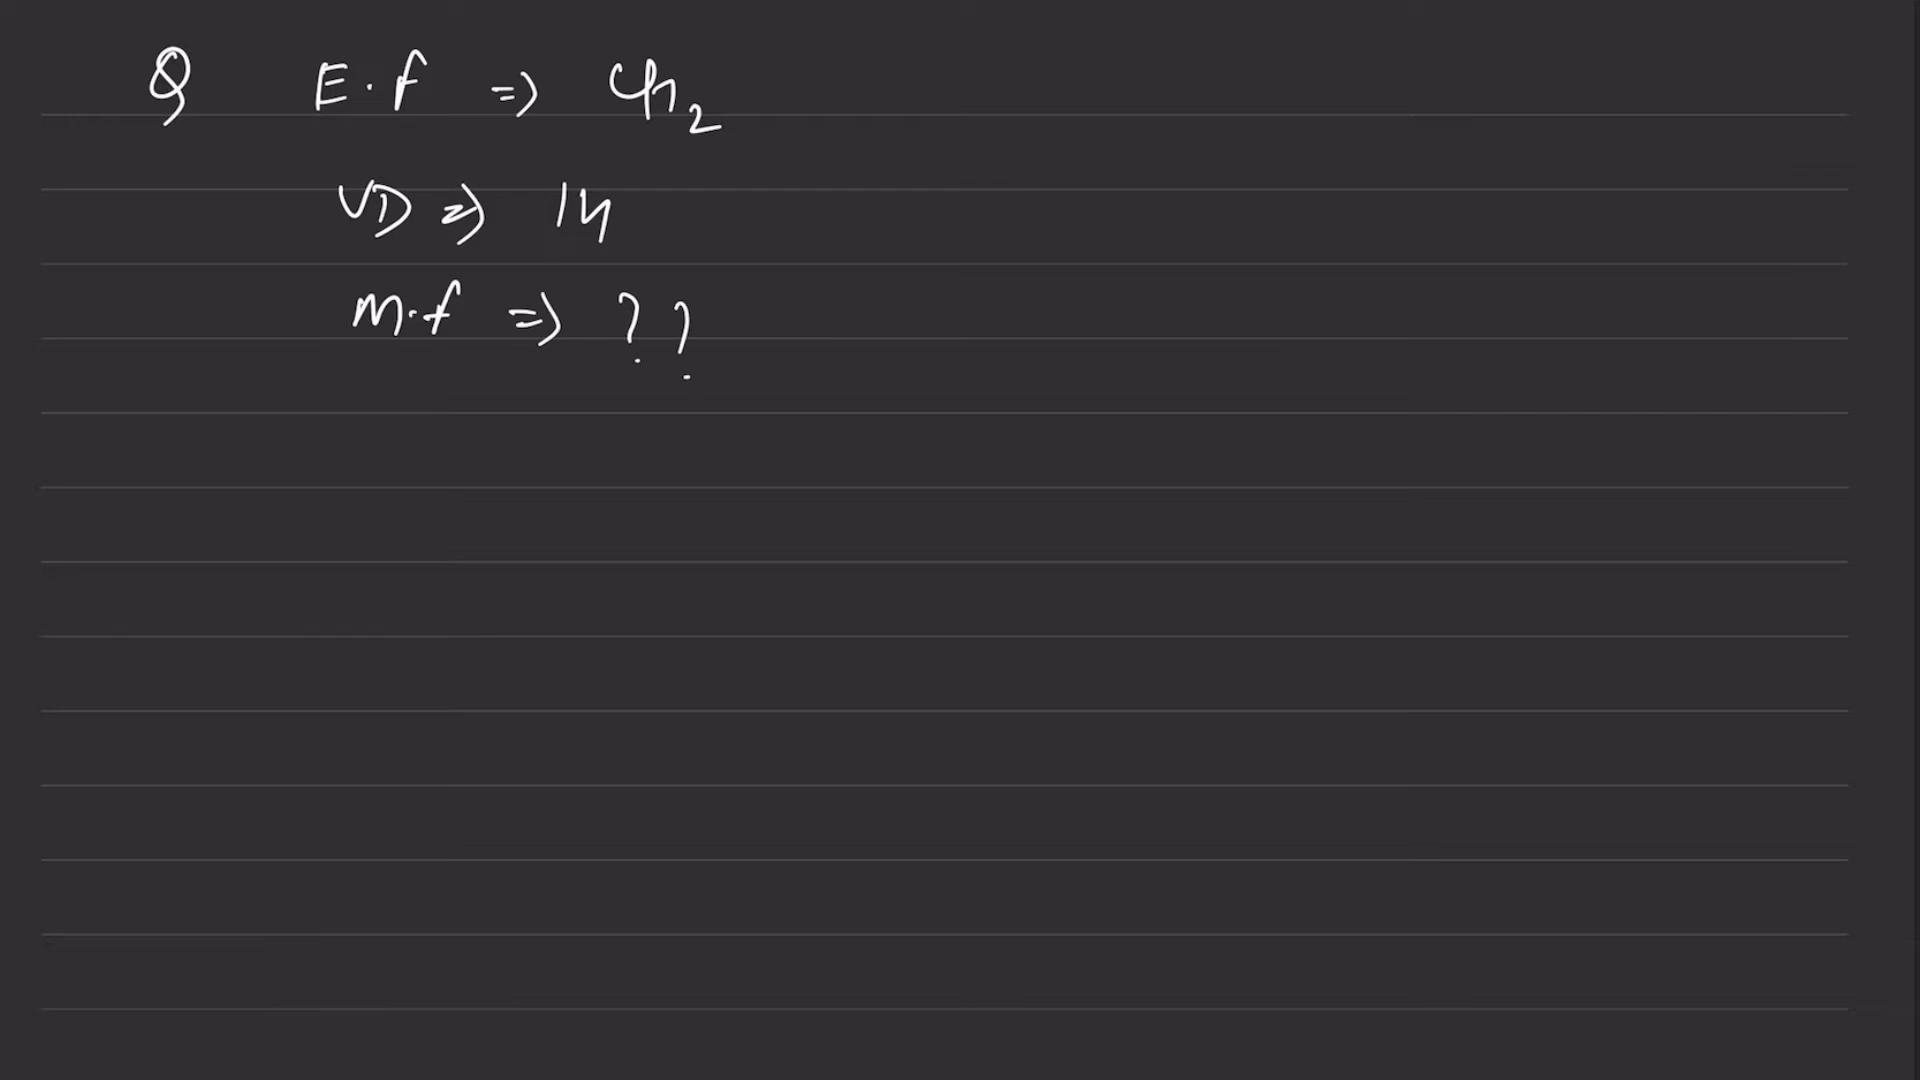 Q E.f => CH2
VD => 14
M.f => ??